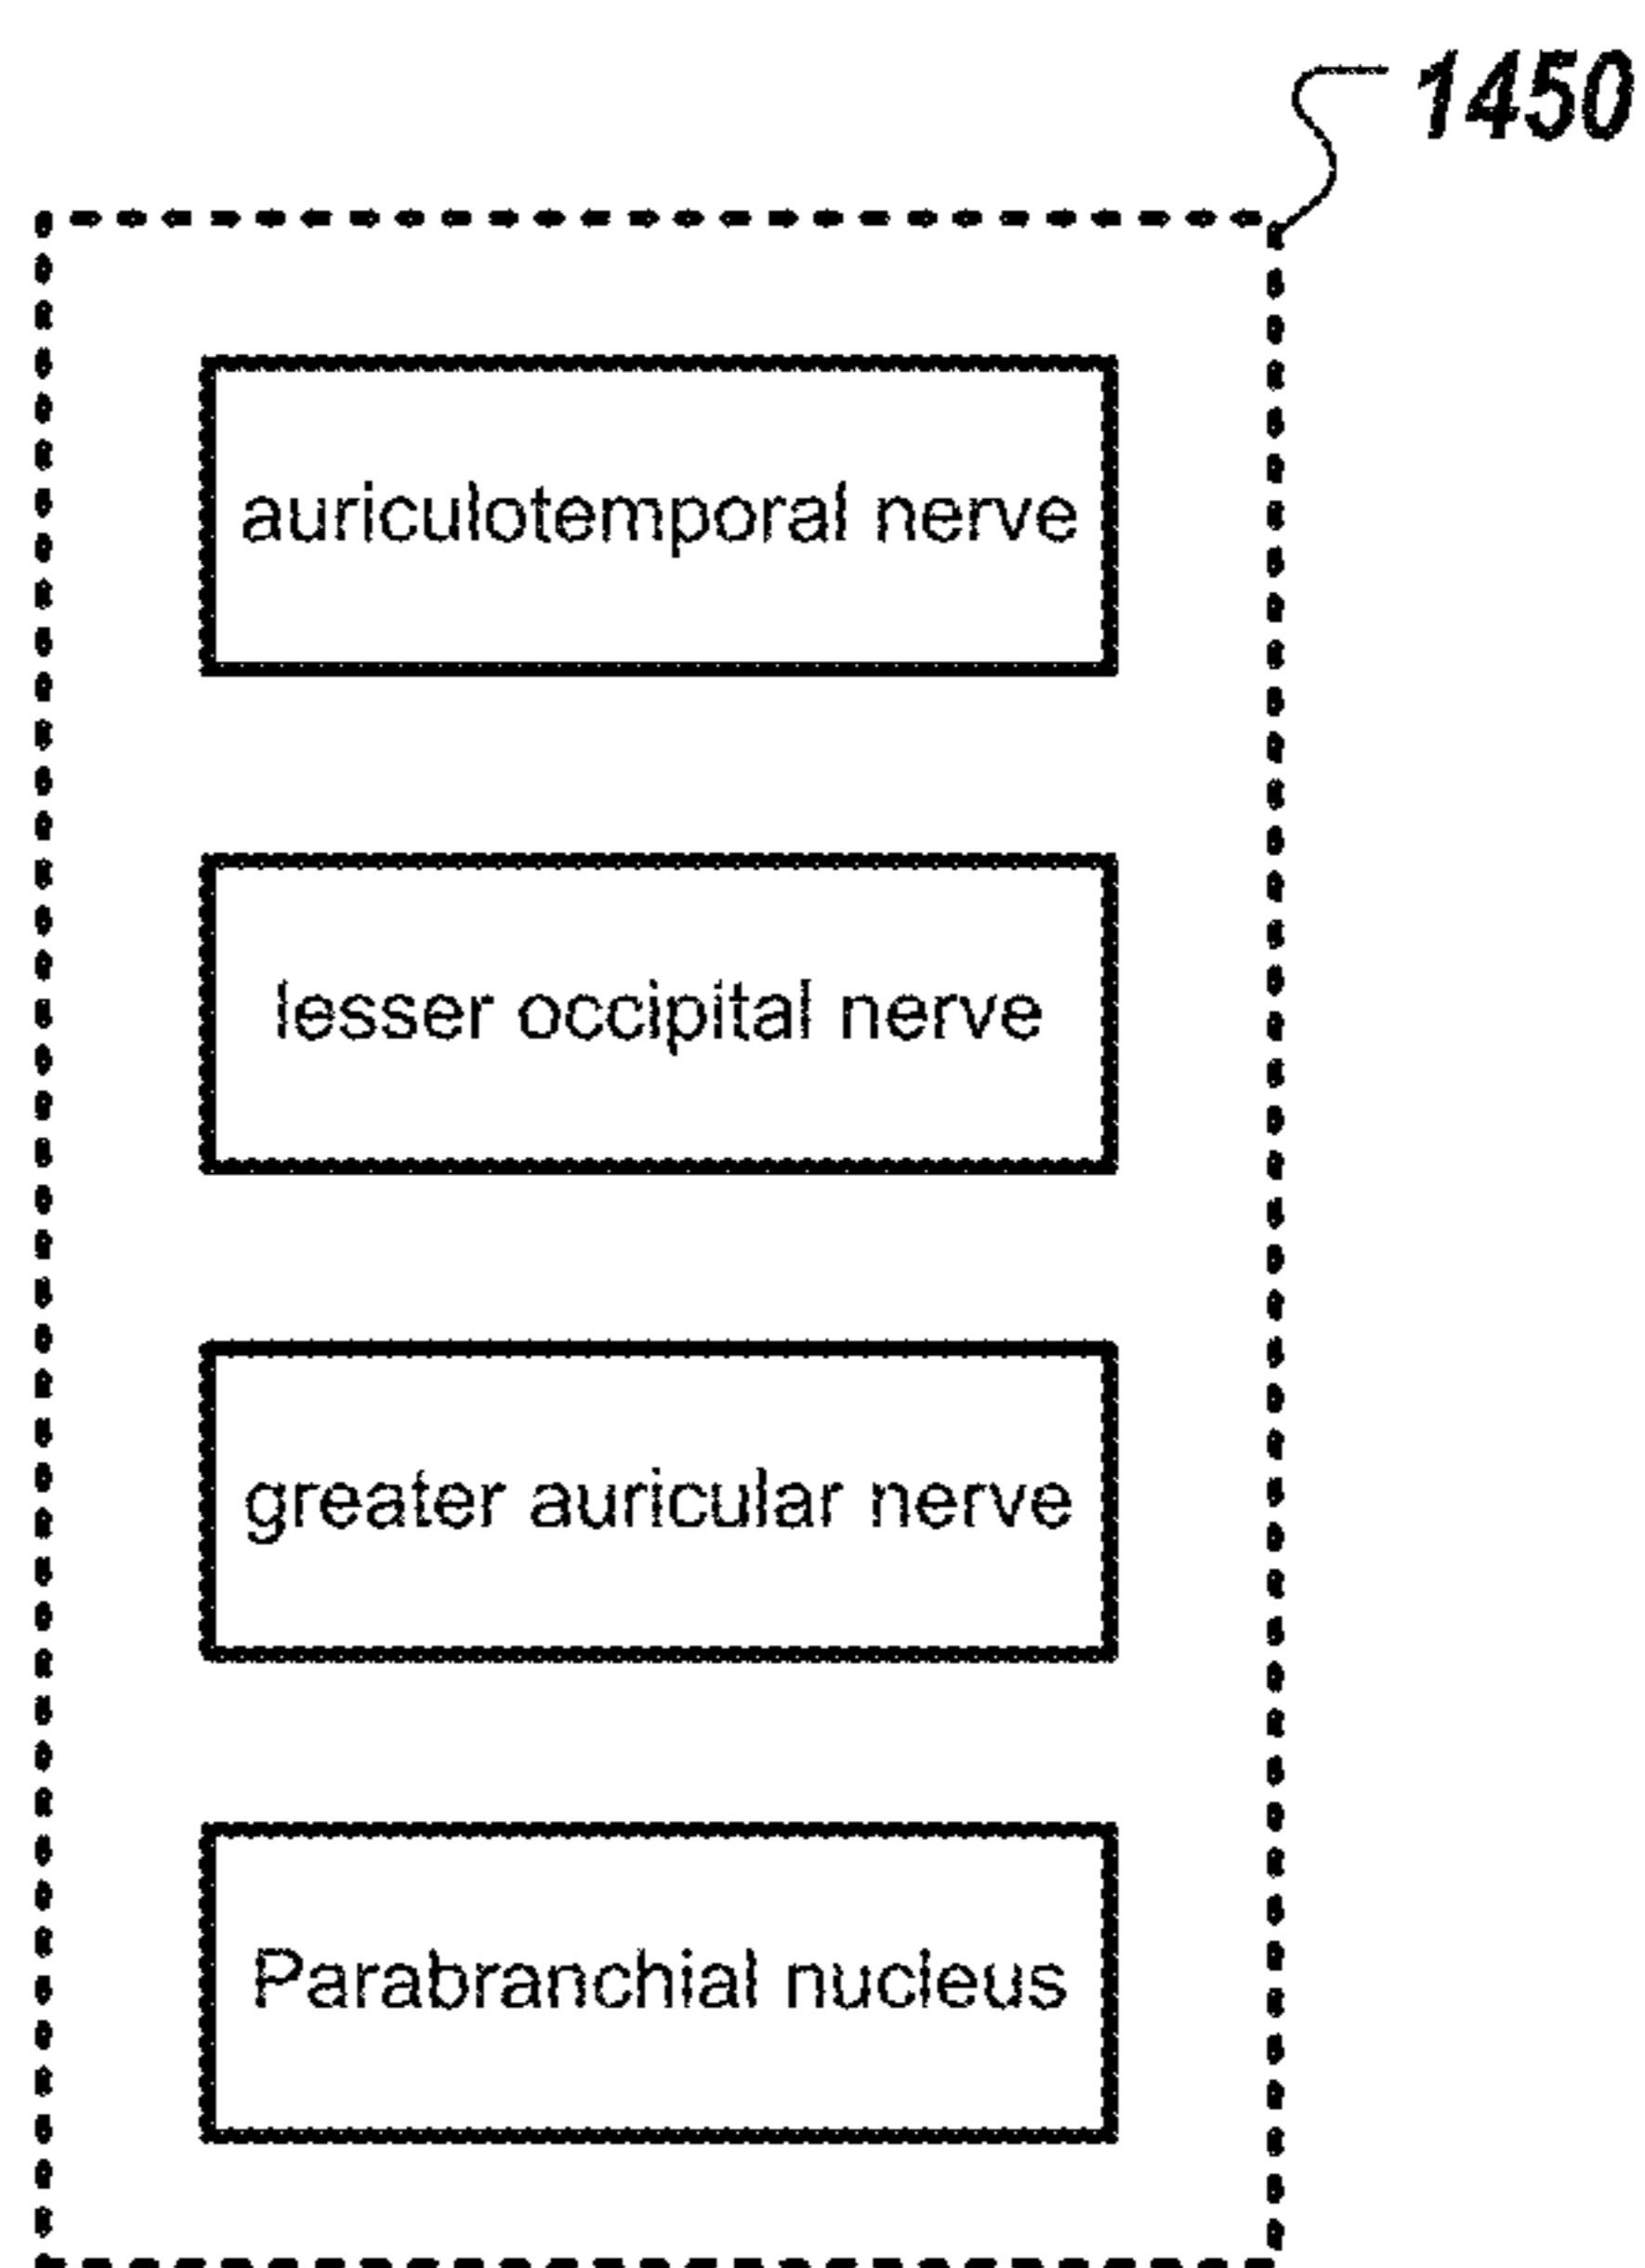 1450
auriculotemporal nerve
lesser occipital nerve
greater auricular nerve
Parabranchial nucleus